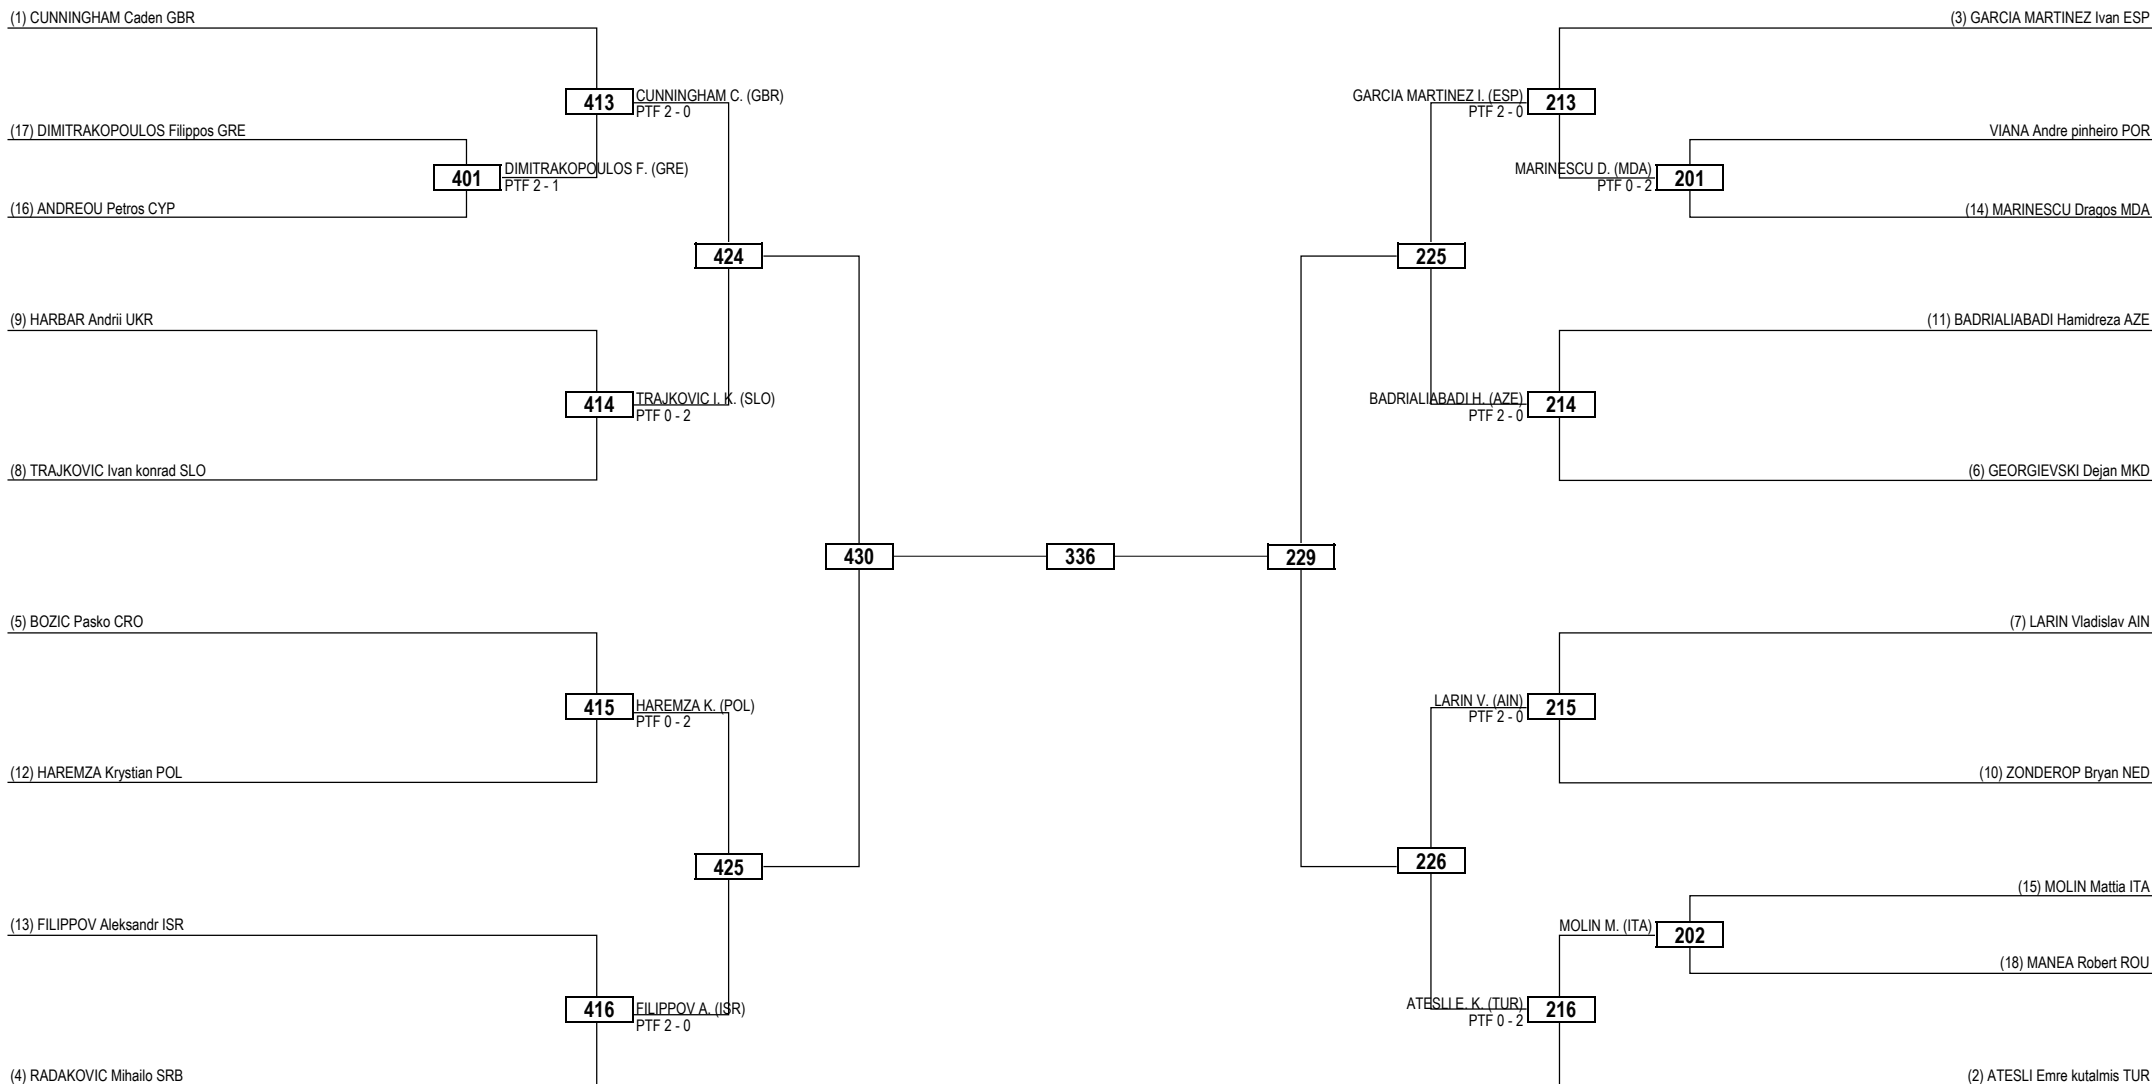 (1) CUNNINGHAM Caden GBR
(17) DIMITRAKOPOULOS Filippos GRE
(16) ANDREOU Petros CYP
401
DIMITRAKOPOULOS F. (GRE)
PTF 2 - 1
413
CUNNINGHAM C. (GBR)
PTF 2 - 0
(9) HARBAR Andrii UKR
(8) TRAJKOVIC Ivan konrad SLO
414
TRAJKOVIC I. K. (SLO)
PTF 0 - 2
424
(5) BOZIC Pasko CRO
(12) HAREMZA Krystian POL
415
HAREMZA K. (POL)
PTF 0 - 2
(13) FILIPPOV Aleksandr ISR
(4) RADAKOVIC Mihailo SRB
416
FILIPPOV A. (ISR)
PTF 2 - 0
425
430
336
229
(3) GARCIA MARTINEZ Ivan ESP
GARCIA MARTINEZ I. (ESP)
PTF 2 - 0
213
VIANA Andre pinheiro POR
MARINESCU D. (MDA)
PTF 0 - 2
201
(14) MARINESCU Dragos MDA
225
(11) BADRIALIABADI Hamidreza AZE
BADRIALIABADI H. (AZE)
PTF 2 - 0
214
(6) GEORGIEVSKI Dejan MKD
(7) LARIN Vladislav AIN
LARIN V. (AIN)
PTF 2 - 0
215
(10) ZONDEROP Bryan NED
226
(15) MOLIN Mattia ITA
MOLIN M. (ITA)
202
(18) MANEA Robert ROU
ATESLI E. K. (TUR)
PTF 0 - 2
216
(2) ATESLI Emre kutalmis TUR